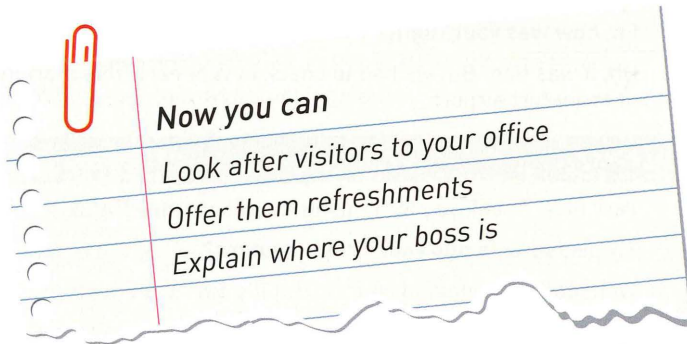 Now you can
Look after visitors to your office
Offer them refreshments
Explain where your boss is